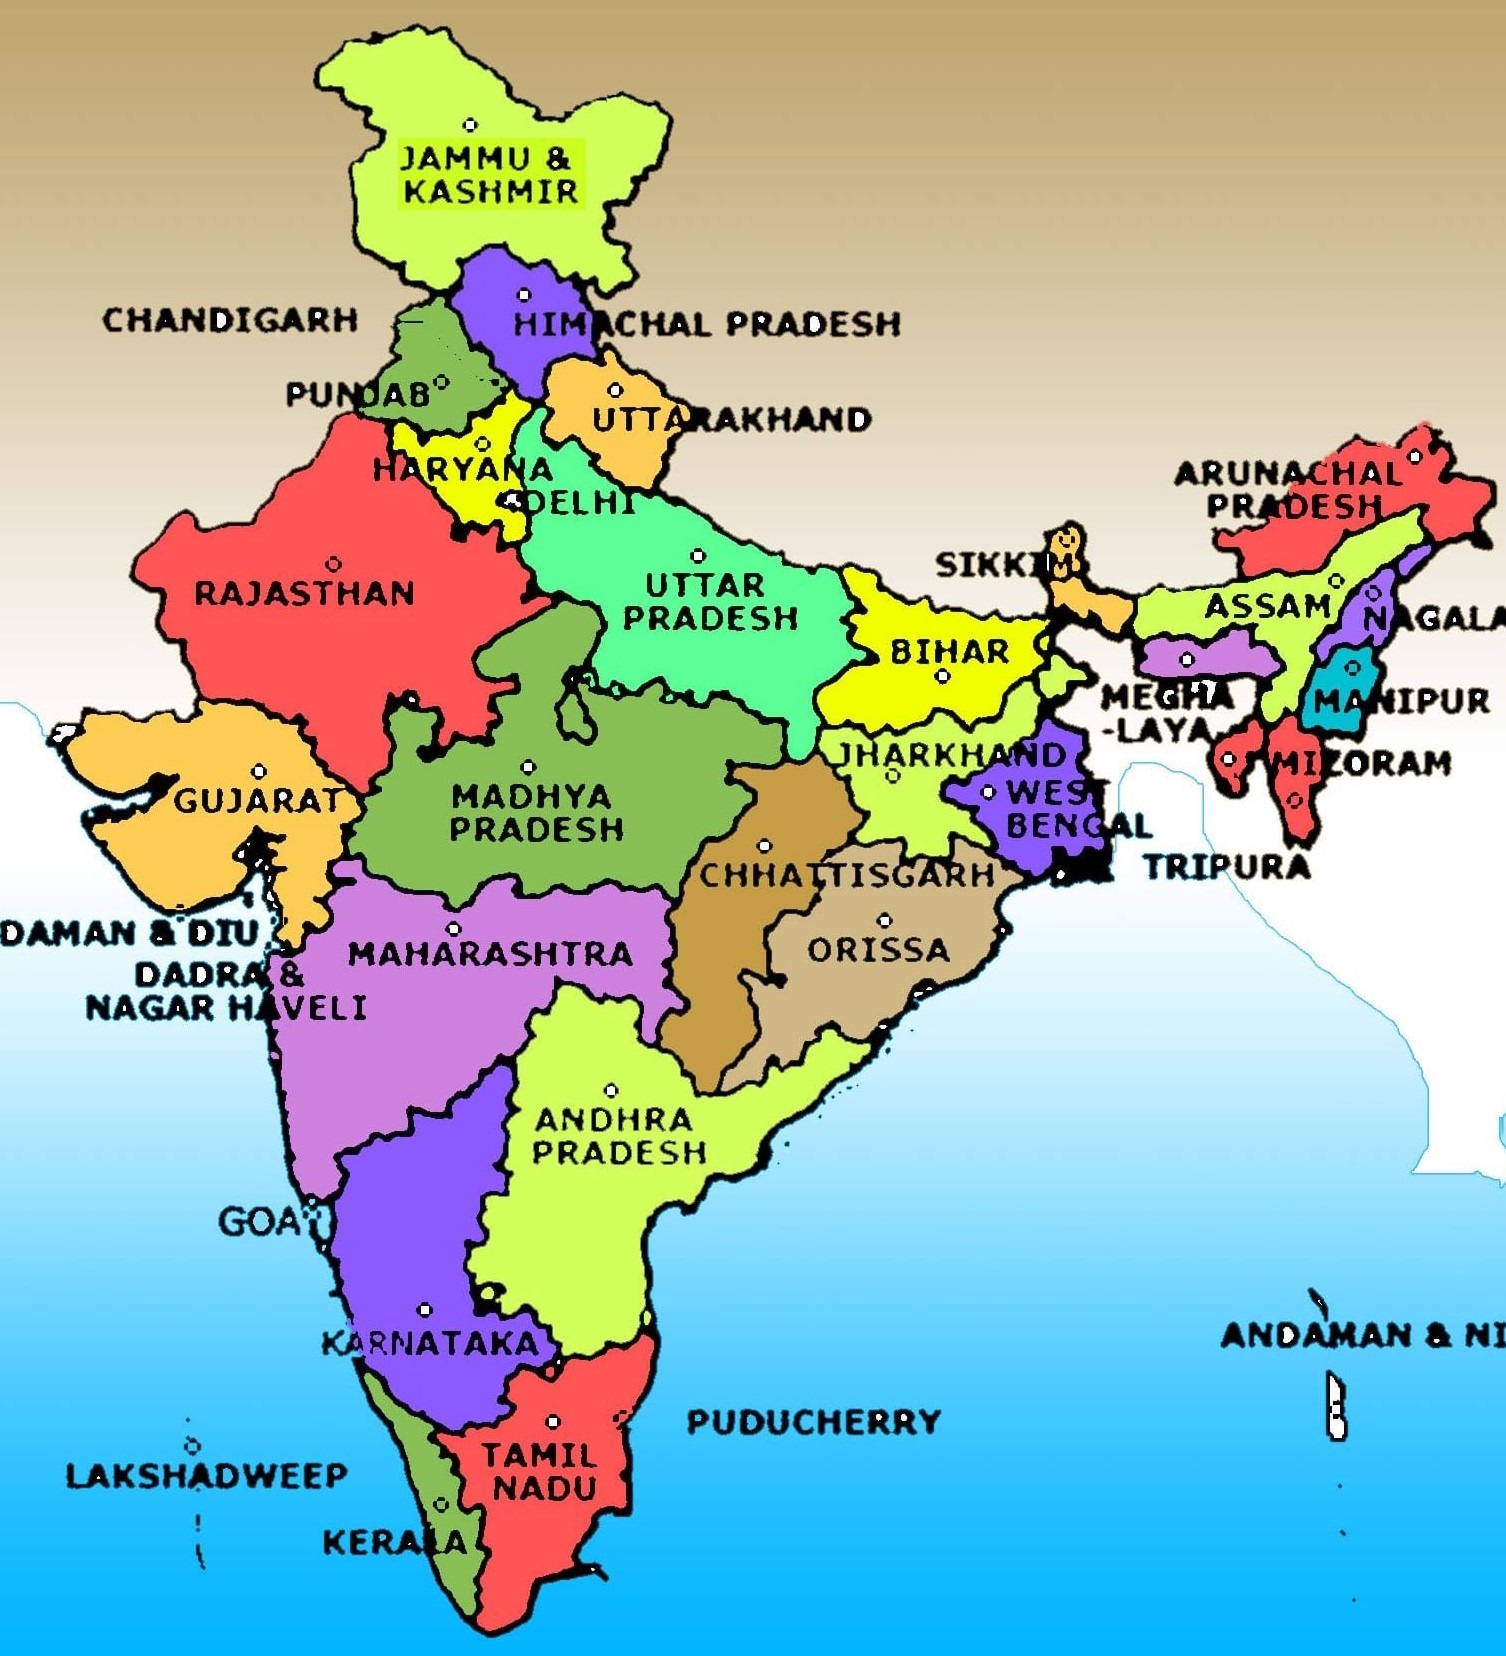 JAMMU &
KASHMIR
CHANDIGARH
HIMACHAL PRADESH
PUNJAB
UTTARAKHAND
HARYANA
DELHI
ARUNACHAL
PRADESH
SIKKIM
RAJASTHAN
UTTAR
PRADESH
ASSAM
NAGALA
BIHAR
MEGHA
-LAYA
MANIPUR
JHARKHAND
MIZORAM
GUJARAT
MADHYA
PRADESH
WEST
BENGAL
TRIPURA
CHHATTISGARH
DAMAN & DIU
MAHARASHTRA
ORISSA
DADRA &
NAGAR HAVELI
ANDHRA
PRADESH
GOA
KARNATAKA
ANDAMAN & NI
PUDUCHERRY
TAMIL
NADU
LAKSHADWEEP
KERALA